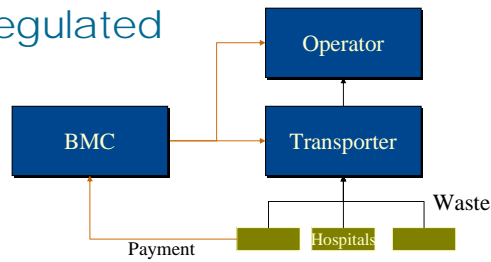 egulated
Operator
BMC
Transporter
Waste
Hospitals
Payment